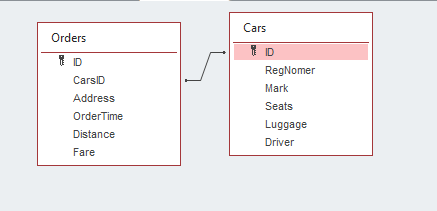 Orders
ID
CarsID
Address
OrderTime
Distance
Fare
Cars
ID
RegNomer
Mark
Seats
Luggage
Driver